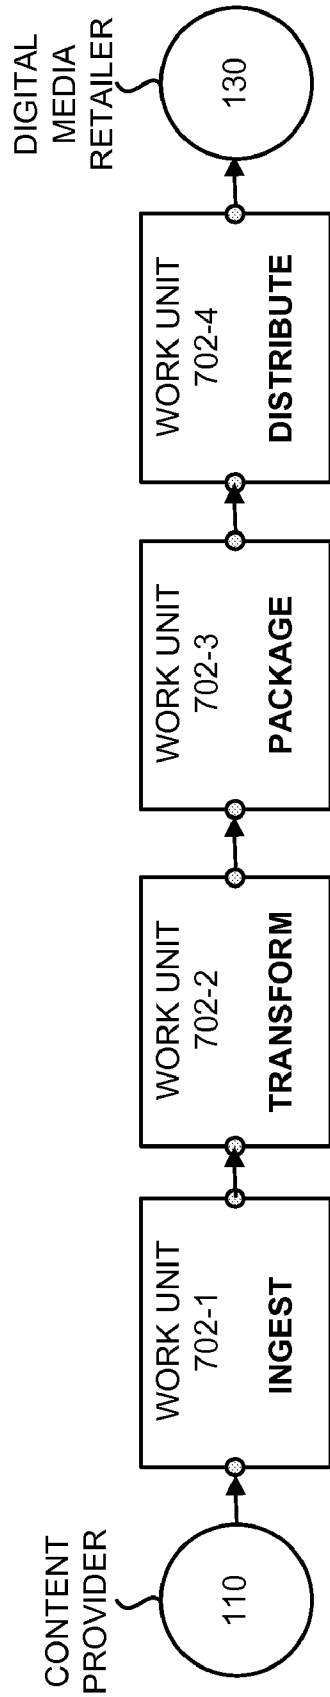 CONTENT
PROVIDER
110
WORK UNIT
702-1
INGEST
WORK UNIT
702-2
TRANSFORM
WORK UNIT
702-3
PACKAGE
WORK UNIT
702-4
DISTRIBUTE
DIGITAL
MEDIA
RETAILER
130